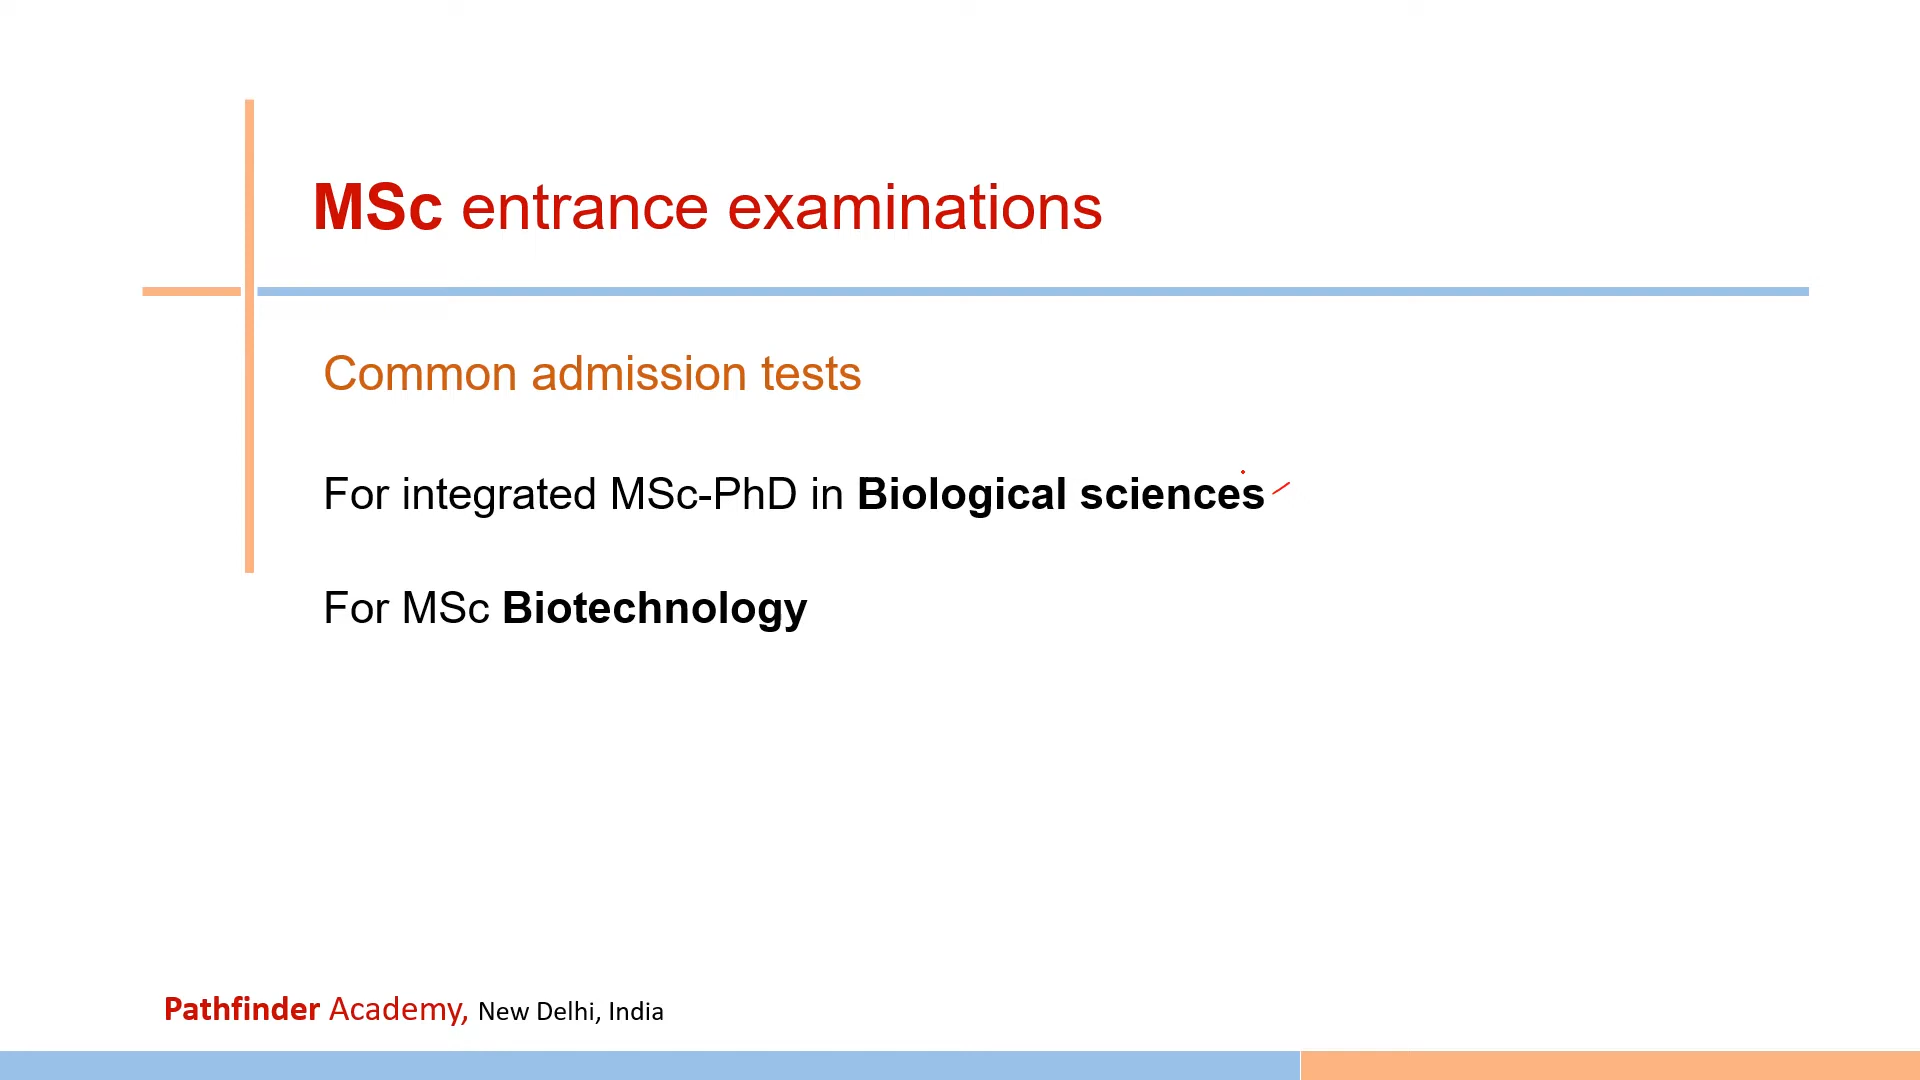 MSc entrance examinations
Common admission tests
For integrated MSc-PhD in Biological sciences
For MSc Biotechnology
Pathfinder Academy, New Delhi, India